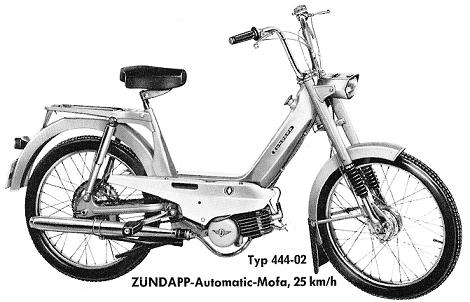 Typ 444-02
ZUNDAPP-Automatic-Mofa, 25 km/h